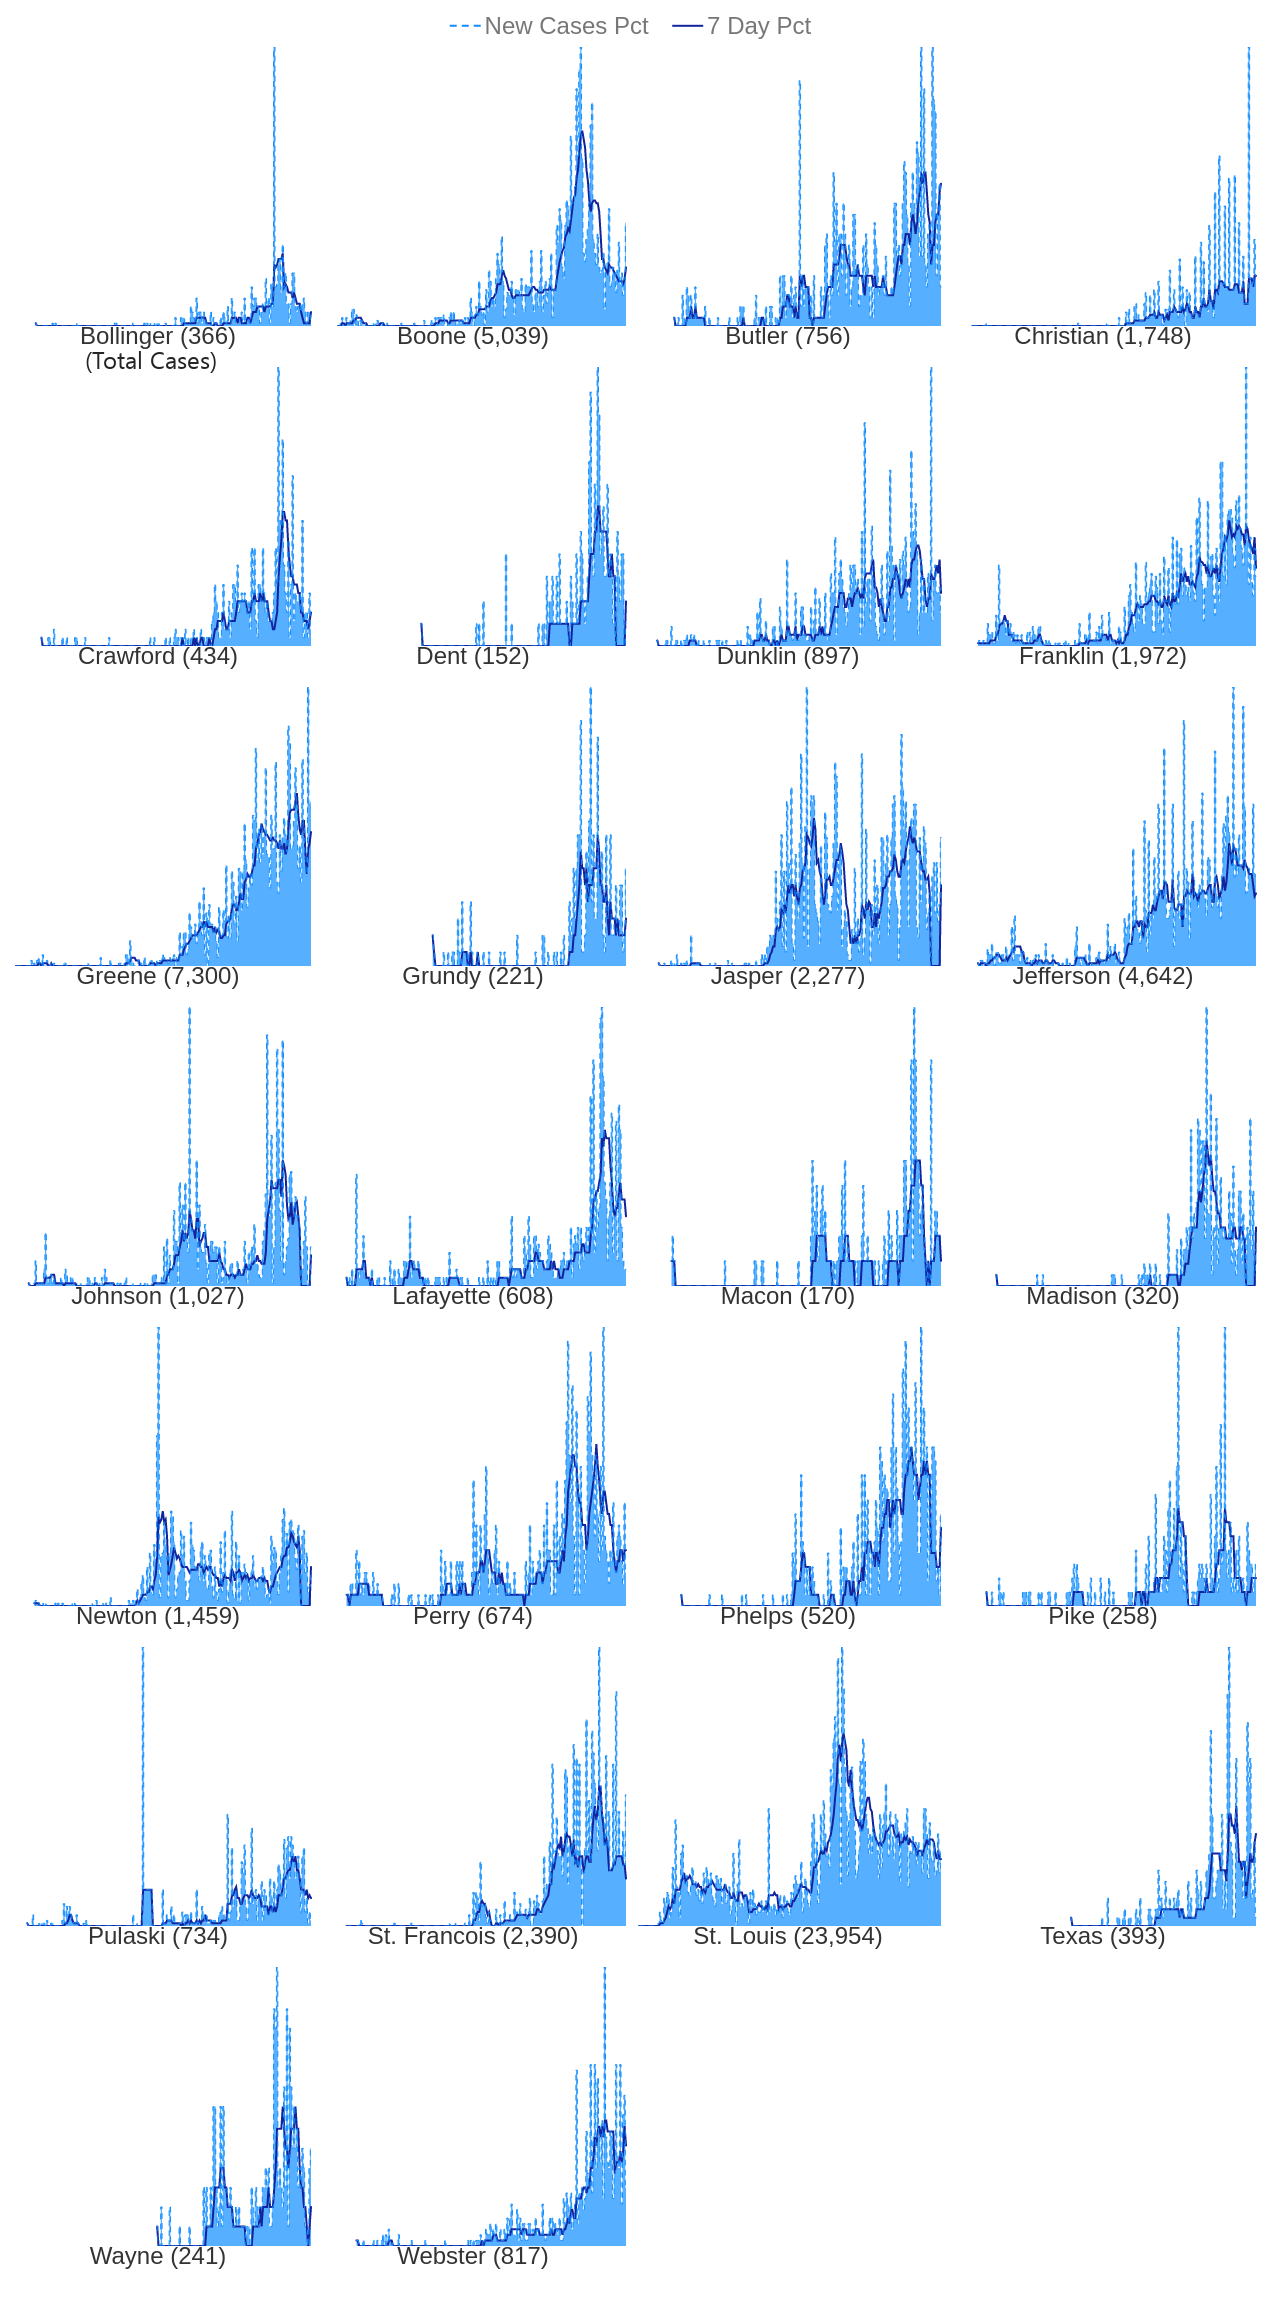 New Cases Pct 7 Day Pct
Bollinger (366) Boone (5,039) Butler (756) Christian (1,748)
(Total Cases)
Crawford (434) Dent (152) Dunklin (897) Franklin (1,972)
Greene (7,300) Grundy (221) Jasper (2,277) Jefferson (4,642)
Johnson (1,027) Lafayette (608) Macon (170) Madison (320)
Newton (1,459) Perry (674) Phelps (520) Pike (258)
Pulaski (734) St. Francois (2,390) St. Louis (23,954) Texas (393)
Wayne (241) Webster (817)